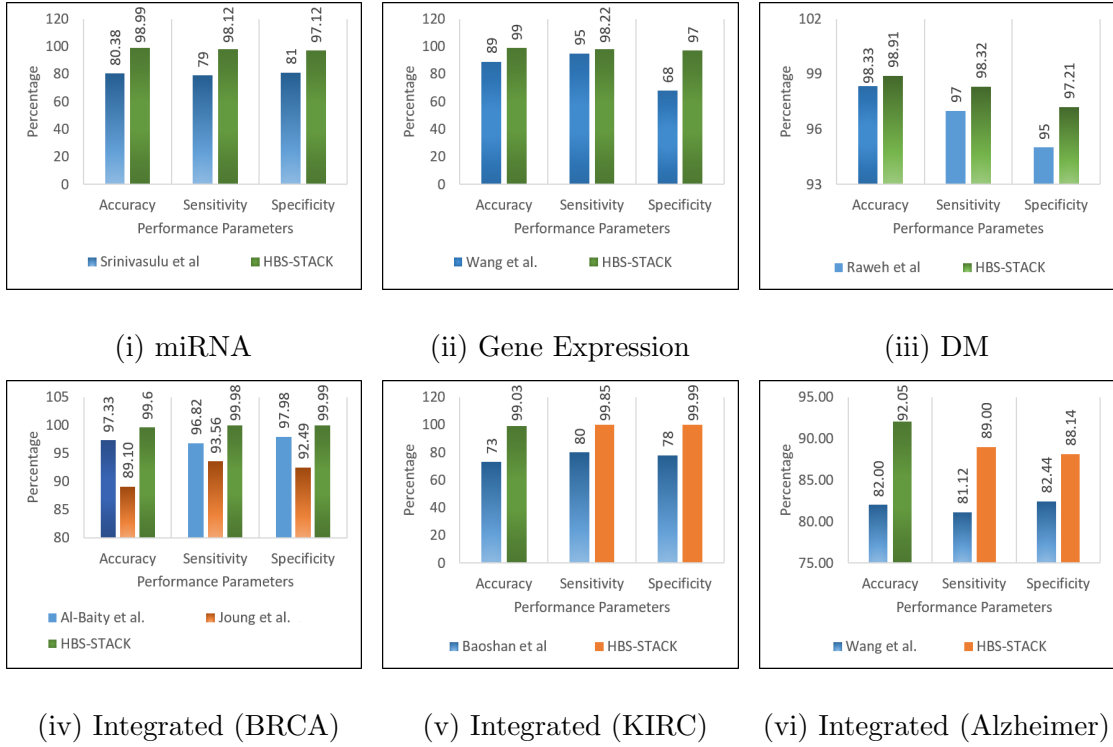 120
100
80
60
40
20
0
Percentage
80.38
98.99
79
98.12
81
97.12
Accuracy Sensitivity Specificity
Performance Parameters
Srinivasulu et al HBS-STACK
(i) miRNA
120
100
80
60
40
20
0
Percentage
89
99
95
98.22
68
97
Accuracy Sensitivity Specificity
Performance Parameters
Wang et al. HBS-STACK
(ii) Gene Expression
102
99
96
93
Percentage
98.33
98.91
97
98.32
95
97.21
Accuracy Sensitivity Specificity
Performance Parametes
Raweh et al HBS-STACK
(iii) DM
105
100
95
90
85
80
Percentage
97.33
89.10
99.6
96.82
93.56
99.98
97.98
92.49
99.99
Accuracy Sensitivity Specificity
Performance Parameters
Al-Baity et al. Joung et al.
HBS-STACK
(iv) Integrated (BRCA)
120
100
80
60
40
20
0
Percentage
73
99.03
80
99.85
78
99.99
Accuracy Sensitivity Specificity
Performance Parameters
Baoshan et al HBS-STACK
(v) Integrated (KIRC)
95.00
90.00
85.00
80.00
75.00
Percentage
82.00
92.05
81.12
89.00
82.44
88.14
Accuracy Sensitivity Specificity
Performance Parameters
Wang et al. HBS-STACK
(vi) Integrated (Alzheimer)